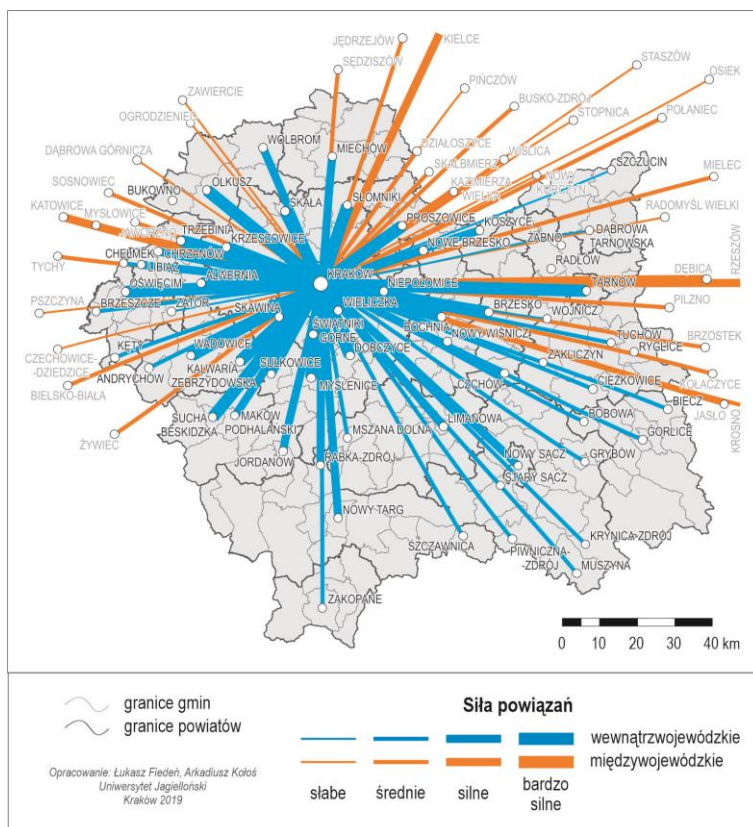 JĘDRZEJÓW
KIELCE
SĘDZISZÓW
STASZÓW
OSIEK
PIŃCZÓW
ZAWIERCIE
BUSKO-ZDRÓJ
STOPNICA
OGRODZIENIEC
POŁANIEC
WOLBROM
DZIAŁOSZYCE
MIECHÓW
WIŚLICA
DĄBROWA GÓRNICZA
SKALBMIERZ
SZCZUCIN
OLKUSZ
NOWY
KORCZYN
MIELEC
SOSNOWIEC
BUKOWNO
KAZIMIERZA
WIELKA
SKAŁA
SŁOMNIKI
RADOMYŚL WIELKI
KATOWICE
MYSŁOWICE
JAWORZNO
TRZEBINIA
PROSZOWICE
KOSZYCE
DĄBROWA
TARNOWSKA
ŻABNO
RZESZÓW
CHRZANÓW
KRZESZOWICE
NOWE BRZESKO
CHEŁMEK
LIBIĄŻ
RADŁÓW
TYCHY
OŚWIĘCIM
ALWERNIA
KRAKÓW
NIEPOŁOMICE
TARNÓW
DĘBICA
PSZCZYNA
BRZESZCZE
ZATOR
SKAWINA
WIELICZKA
BRZESKO
WOJNICZ
PILZNO
ŚWIĄTNIKI
GÓRNE
BOCHNIA
NOWY WIŚNICZ
TUCHÓW
BRZOSTEK
KĘTY
WADOWICE
DOBCZYCE
RYGLICE
CZECHOWICE-
-DZIEDZICE
ZAKLICZYN
ANDRYCHÓW
KALWARIA
ZEBRZYDOWSKA
SUŁKOWICE
MYŚLENICE
CZCHÓW
CIĘŻKOWICE
KOŁACZYCE
BIELSKO-BIAŁA
JASŁO
KROSNO
BIECZ
SUCHA
BESKIDZKA
MAKÓW
PODHALAŃSKI
LIMANOWA
BOBOWA
ŻYWIEC
MSZANA DOLNA
GORLICE
JORDANÓW
RABKA-ZDRÓJ
NOWY SĄCZ
GRYBÓW
STARY SĄCZ
NOWY TARG
SZCZAWNICA
PIWNICZNA-
-ZDRÓJ
KRYNICA-ZDRÓJ
MUSZYNA
ZAKOPANE
0 10 20 30 40 km
granice gmin
granice powiatów
Opracowanie: Łukasz Fiedeń, Arkadiusz Kołoś
Uniwersytet Jagielloński
Kraków 2019
Siła powiązań
wewnątrzwojewódzkie
międzywojewódzkie
słabe
średnie
silne
bardzo
silne